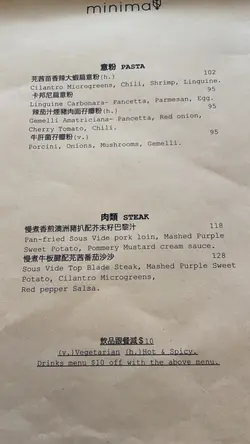 minimal
意粉 PASTA
芫茜苗香辣大蝦扁意粉(h.) 102
Cilantro Microgreens, Chili, Shrimp, Linguine.
卡邦尼扁意粉 95
Linguine Carbonara- Pancetta, Parmesan, Egg.
辣茄汁煙豬肉面孖纜粉(h.) 95
Gemelli Amatriciana- Pancetta, Red onion,
Cherry Tomato, Chili.
牛肝菌孖纜粉(v.) 95
Porcini, Onions, Mushrooms, Gemelli.
肉類 STEAK
慢煮香煎澳洲豬扒配芥末籽巴黎汁 118
Pan-fried Sous Vide pork loin, Mashed Purple
Sweet Potato, Pommery Mustard cream sauce.
慢煮牛板腱配芫茜番茄沙沙 128
Sous Vide Top Blade Steak, Mashed Purple Sweet
Potato, Cilantro Microgreens,
Red pepper Salsa.
飲品跟餐減$10
(v.)Vegetarian (h.)Hot & Spicy.
Drinks menu $10 off with the above menu.